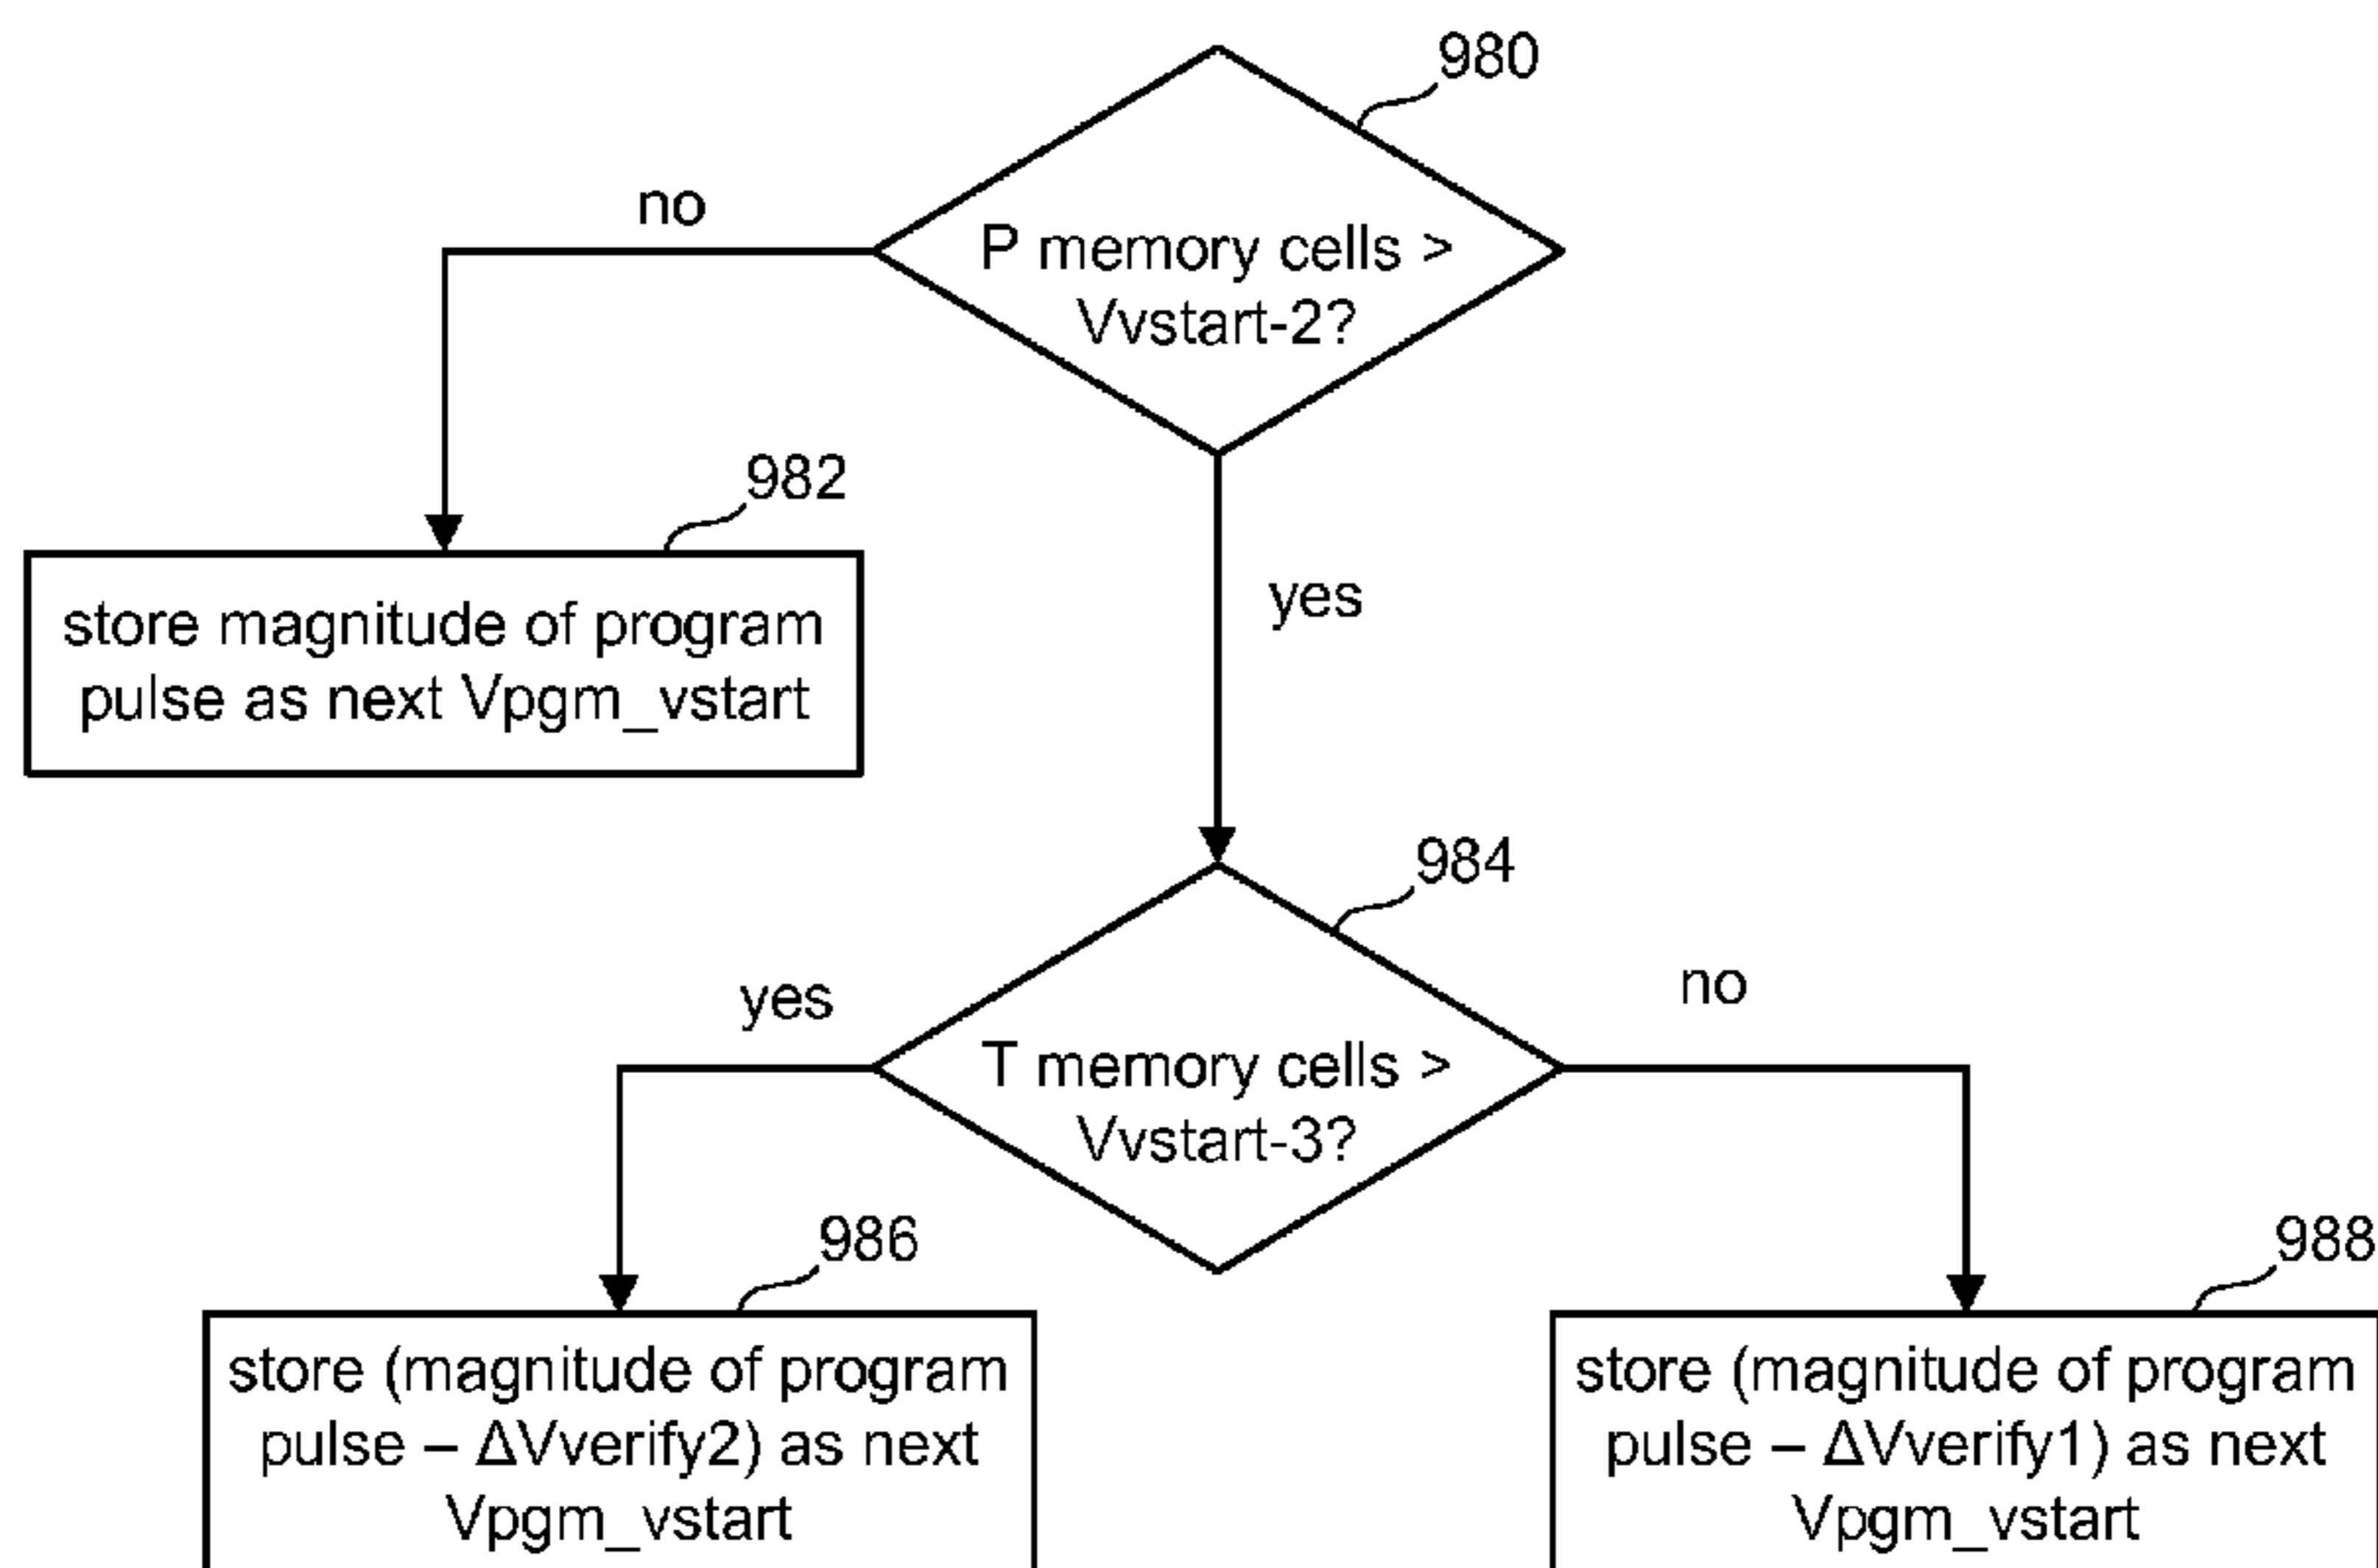 980
no
P memory cells >
Vvstart-2?
982
yes
store magnitude of program
pulse as next Vpgm_vstart
984
yes
no
T memory cells >
Vvstart-3?
986
988
store (magnitude of program
pulse – ΔVverify2) as next
Vpgm_vstart
store (magnitude of program
pulse – ΔVverify1) as next
Vpgm_vstart